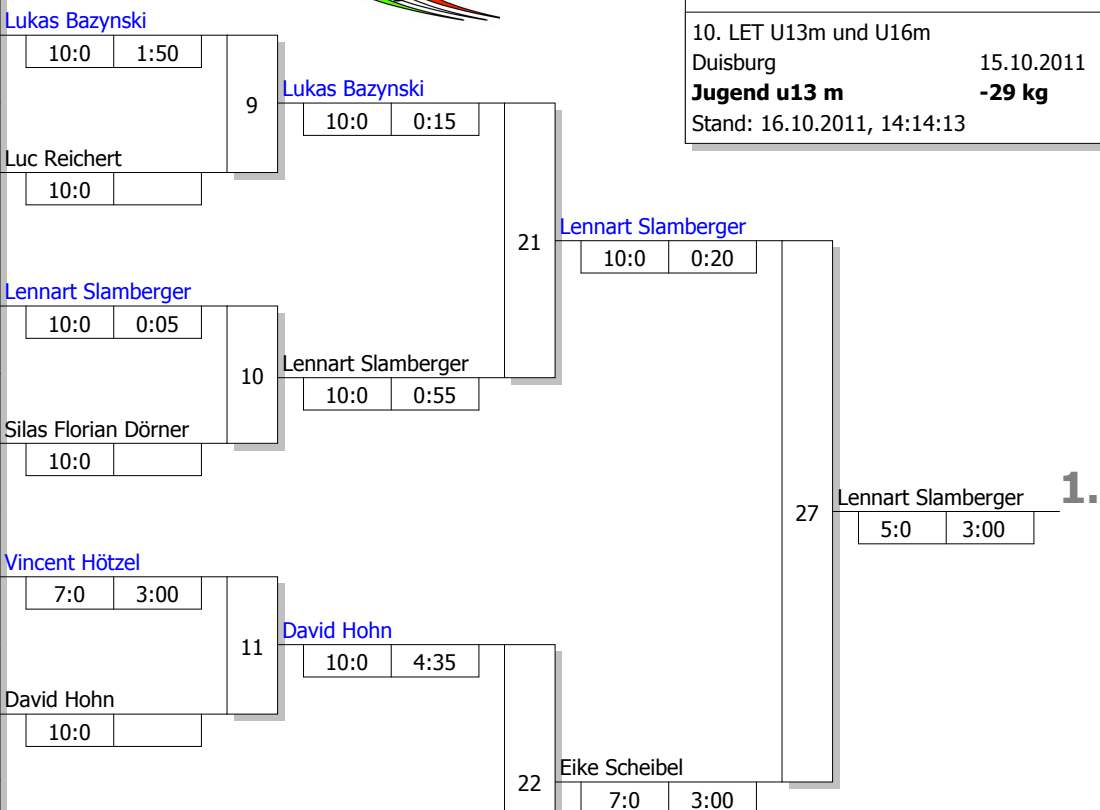 10. LET U13m und U16m
Duisburg 15.10.2011
Jugend u13 m -29 kg
Stand: 16.10.2011, 14:14:13
Lukas Bazynski
10:0 1:50
9
Luc Reichert
10:0
Lukas Bazynski
10:0 0:15
Lennart Slamberger
10:0 0:05
10
Silas Florian Dörner
10:0
Lennart Slamberger
10:0 0:55
21
Lennart Slamberger
10:0 0:20
Vincent Hötzel
7:0 3:00
11
David Hohn
10:0
David Hohn
10:0 4:35
22
Eike Scheibel
7:0 3:00
27
Lennart Slamberger 1.
5:0 3:00